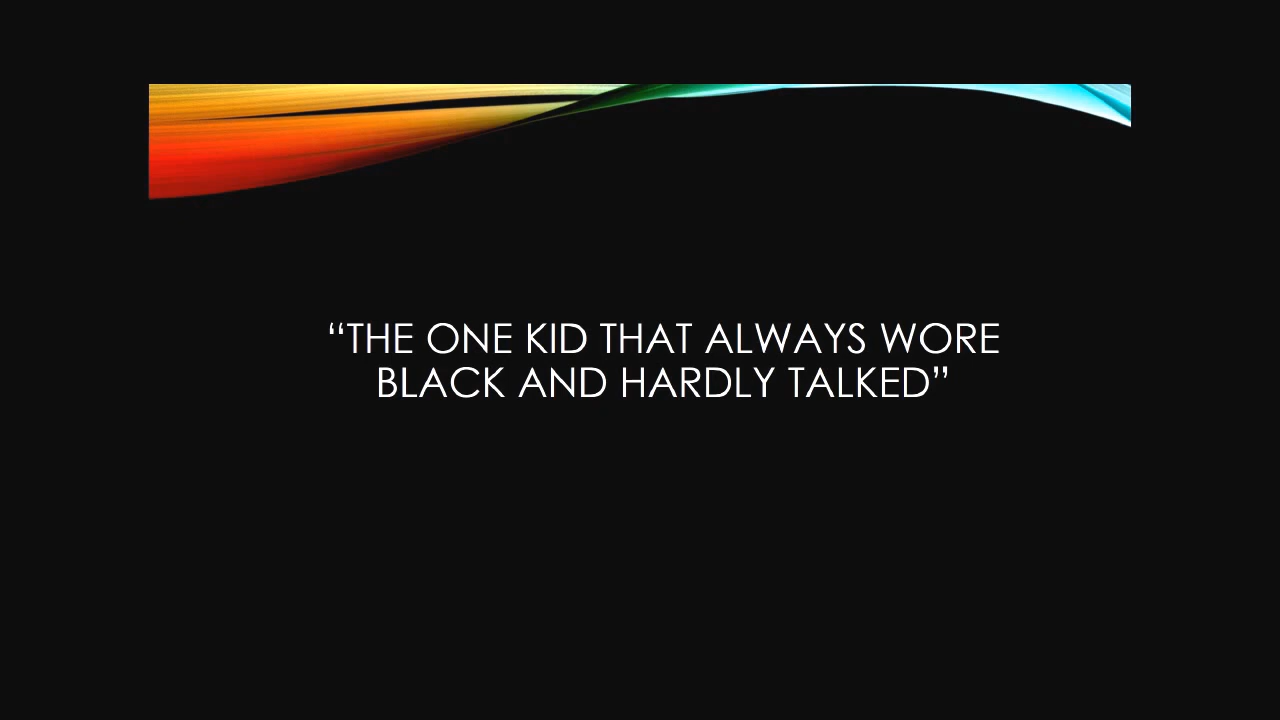 “THE ONE KID THAT ALWAYS WORE
BLACK AND HARDLY TALKED”